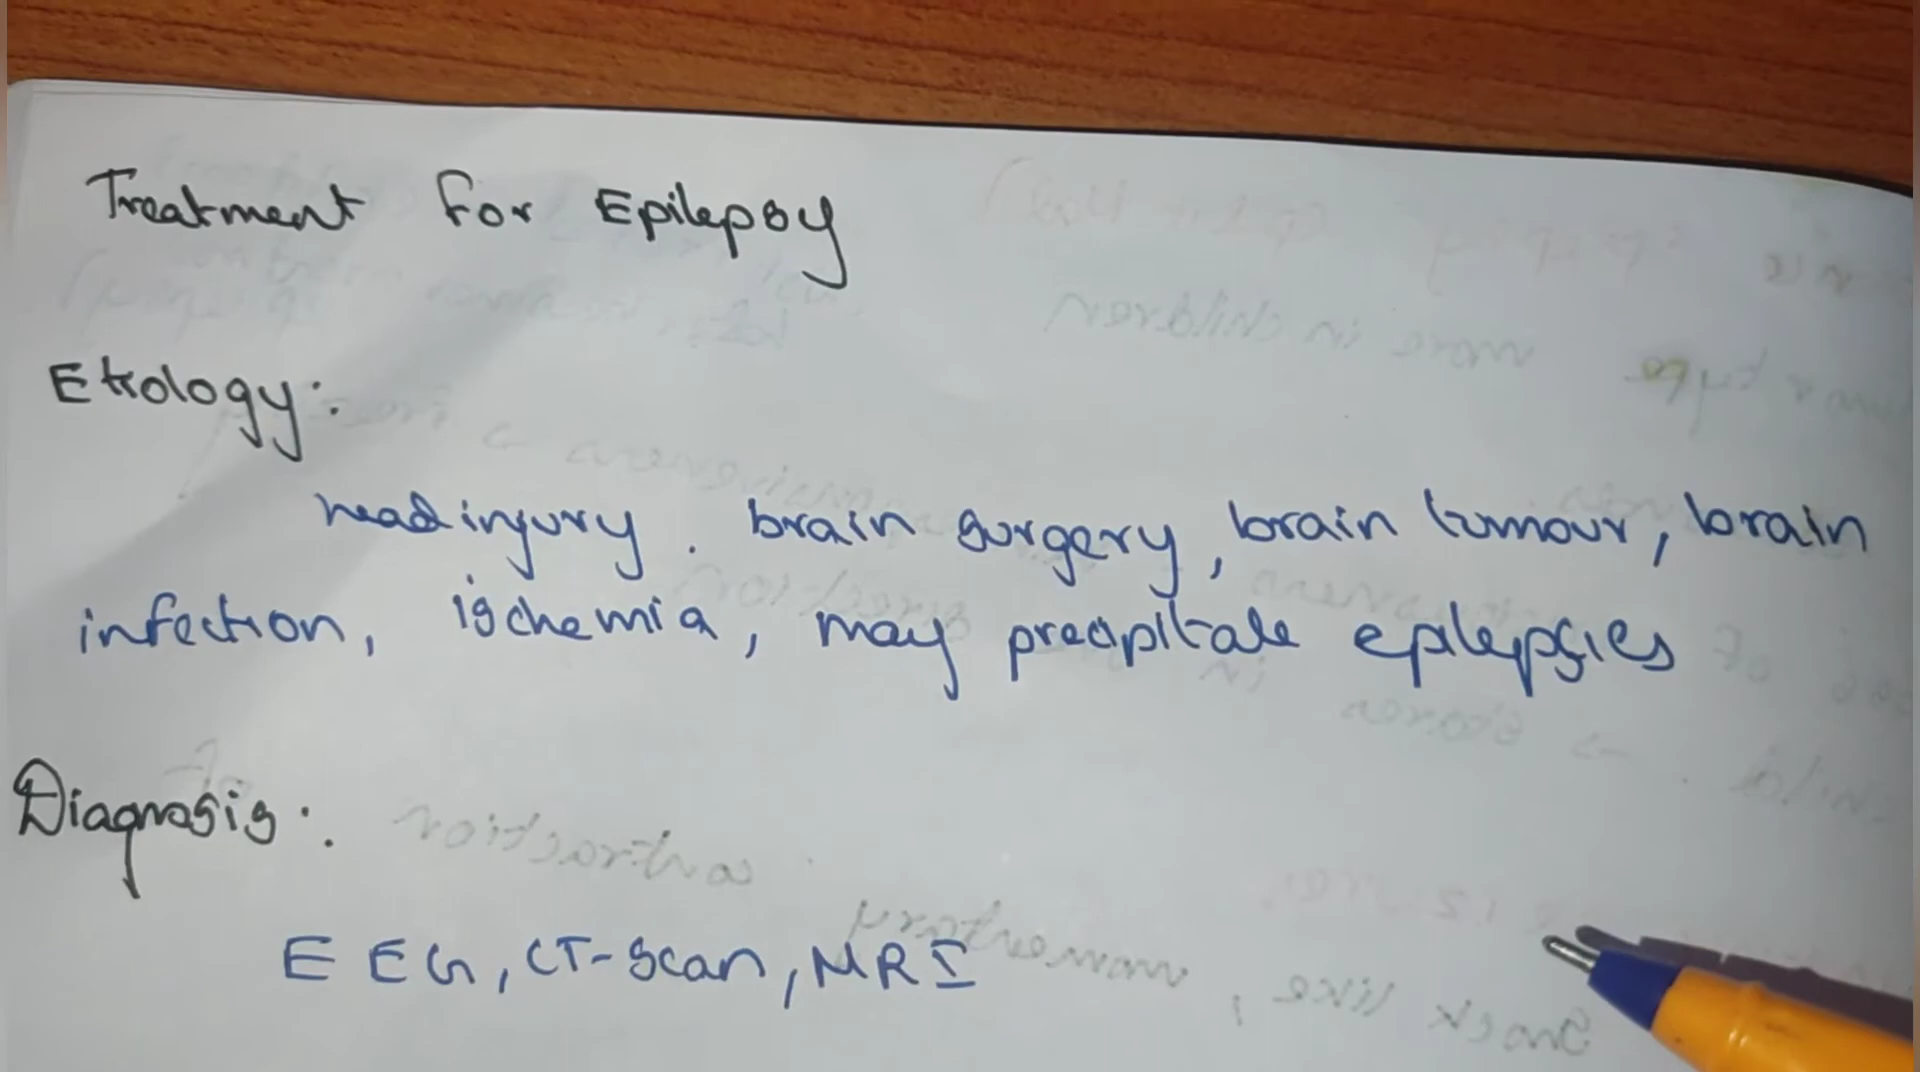 Treatment for Epilepsy
Etiology:
head injury. brain surgery, brain tumour, brain
infection, ischemia, may precipitate epilepsies
Diagnosis:
EEG, CT-Scan, MRI